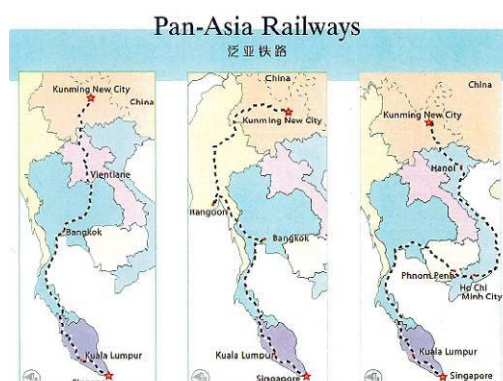 Pan-Asia Railways
泛亚铁路
Kunming New City
China
Vientiane
Bangkok
Kuala Lumpur
China
Kunming New City
Rangoon
Bangkok
Kuala Lumpur
Singapore
China
Kunming New City
Hanoi
Phnom Penh
Ho Chi
Minh City
Kuala Lumpur
Singapore